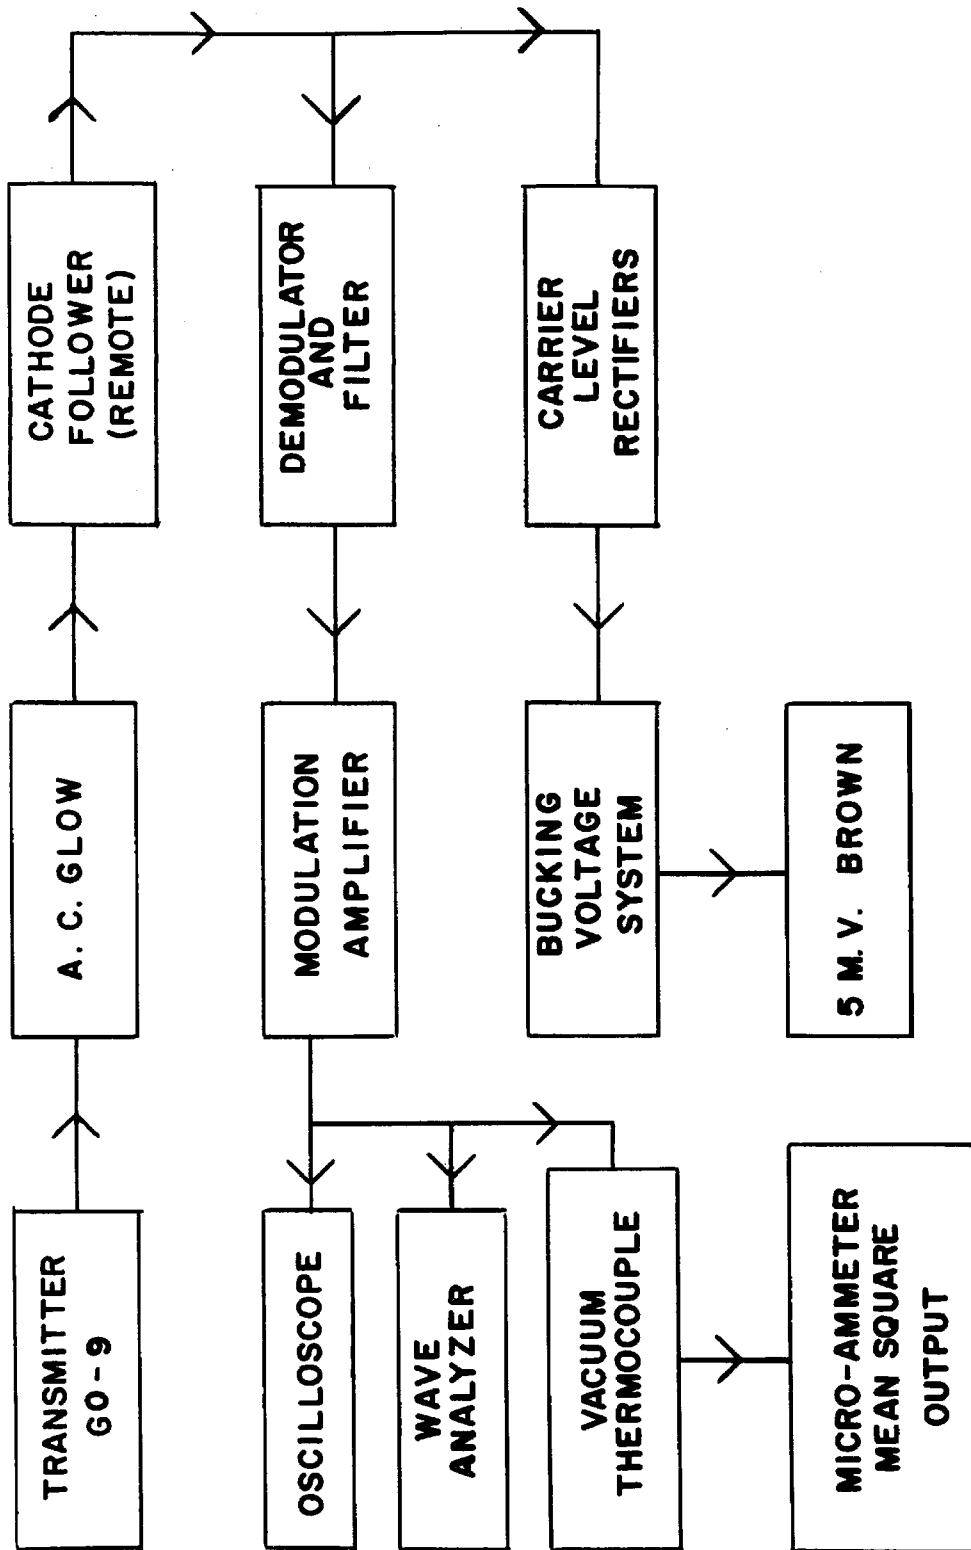 TRANSMITTER
GO-9
A. C. GLOW
CATHODE
FOLLOWER
(REMOTE)
DEMODULATOR
AND
FILTER
MODULATION
AMPLIFIER
OSCILLOSCOPE
WAVE
ANALYZER
VACUUM
THERMOCOUPLE
MICRO-AMMETER
MEAN SQUARE
OUTPUT
CARRIER
LEVEL
RECTIFIERS
BUCKING
VOLTAGE
SYSTEM
5 M.V. BROWN